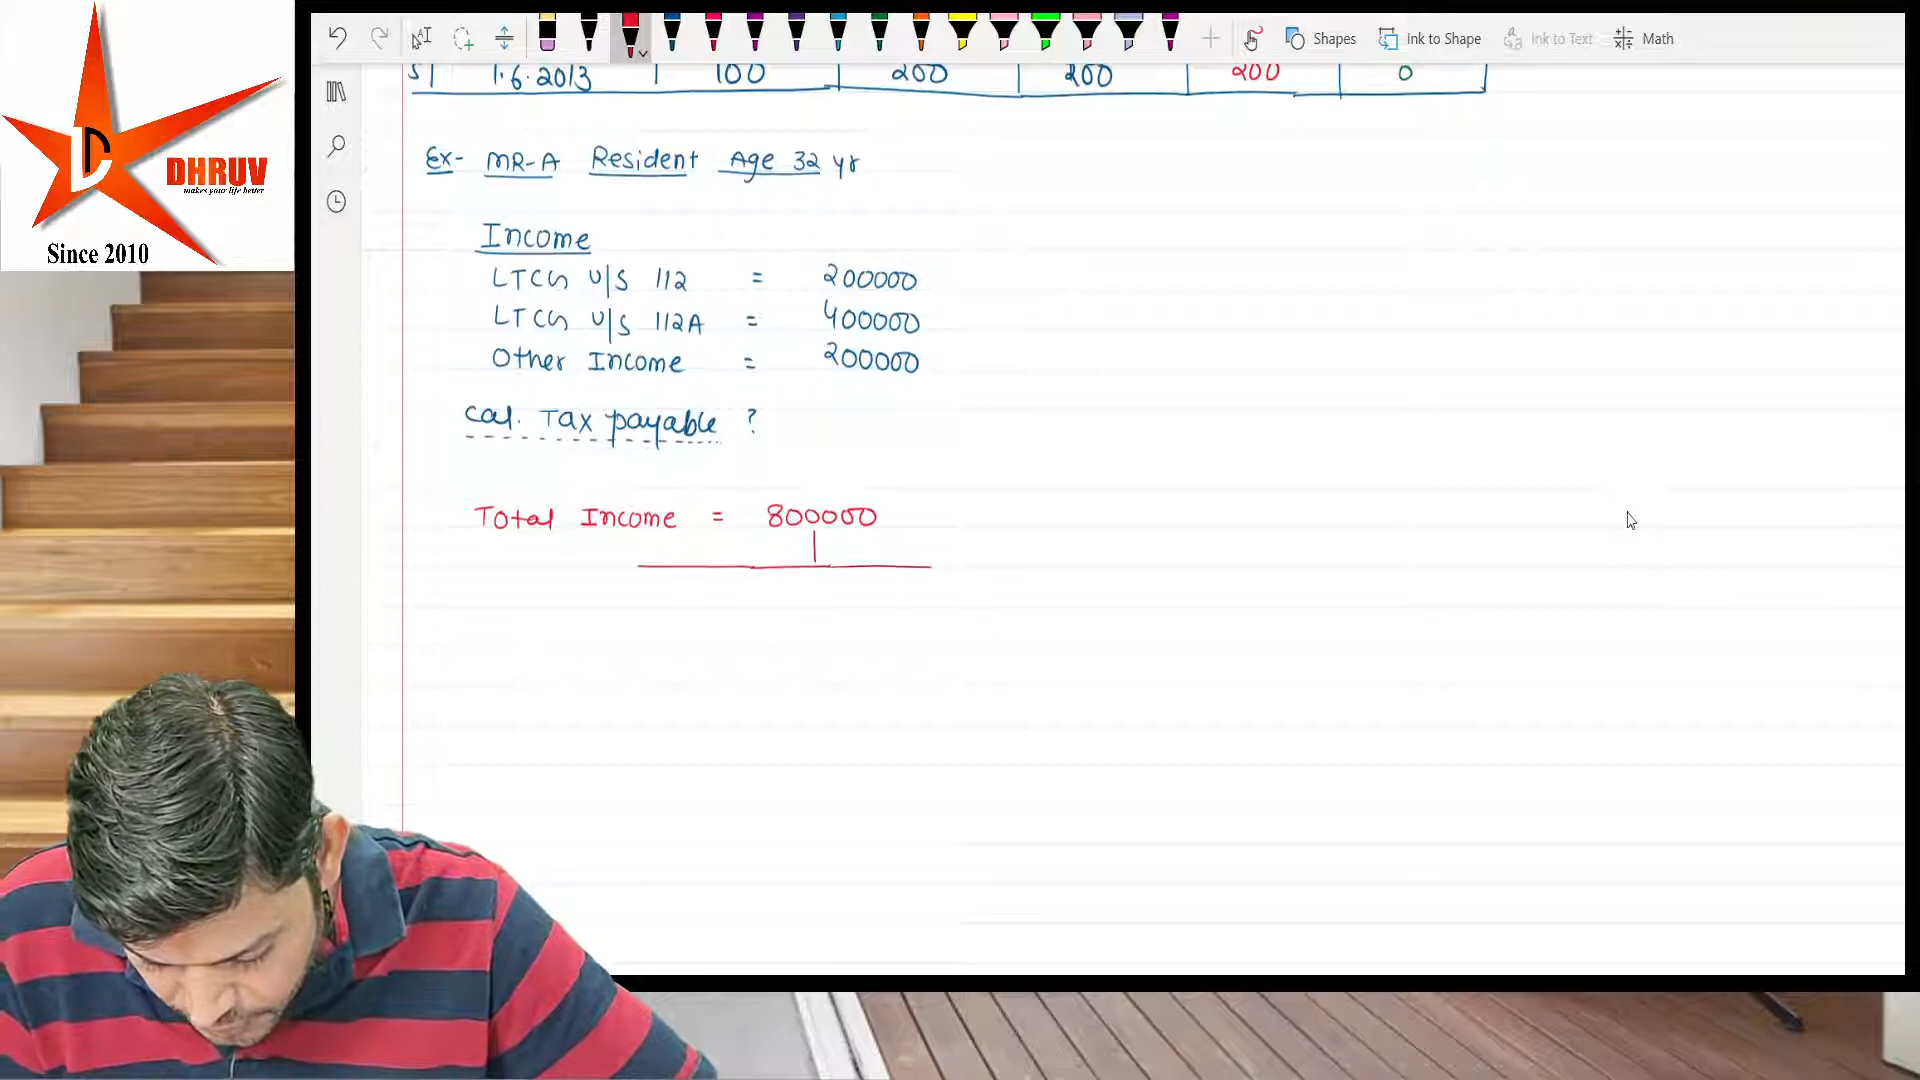 Shapes Ink to Shape Ink to Text Math
51 1.6.2013 100 200 200 200 0
DC
DHRUV
makes your life better
Since 2010
Ex- MR-A Resident Age 32 yr
Income
LTCG U/S 112 = 200000
LTCG U/S 112A = 400000
Other Income = 200000
Cal. Tax payable ?
Total Income = 800000